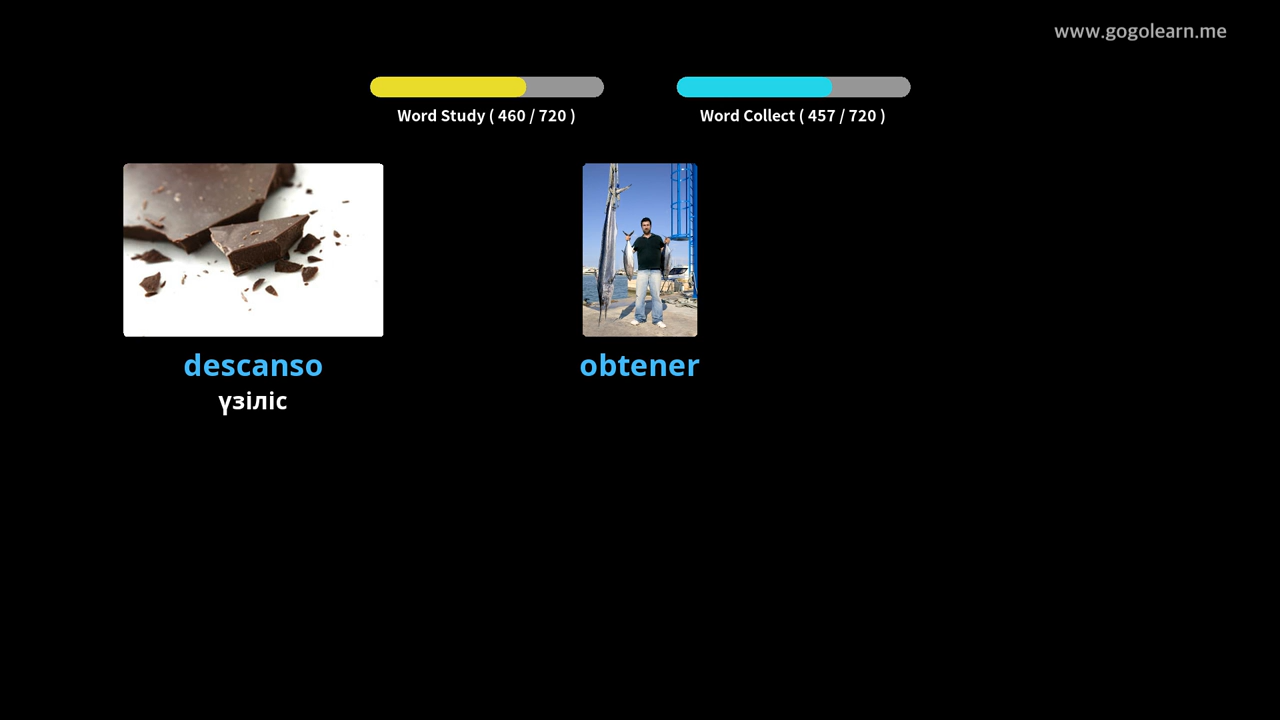 www.gogolearn.me
Word Study ( 460 / 720 )
Word Collect ( 457 / 720 )
descanso
үзіліс
obtener